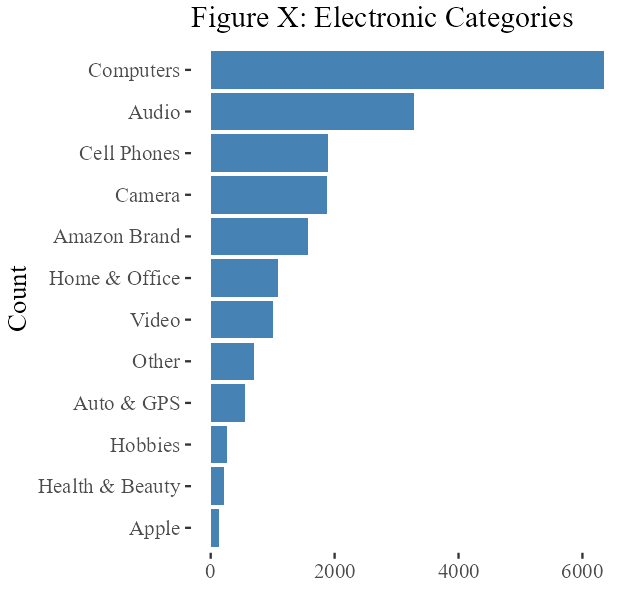 Figure X: Electronic Categories
Computers
Audio
Cell Phones
Camera
Amazon Brand
Home & Office
Video
Other
Auto & GPS
Hobbies
Health & Beauty
Apple
Count
0 2000 4000 6000